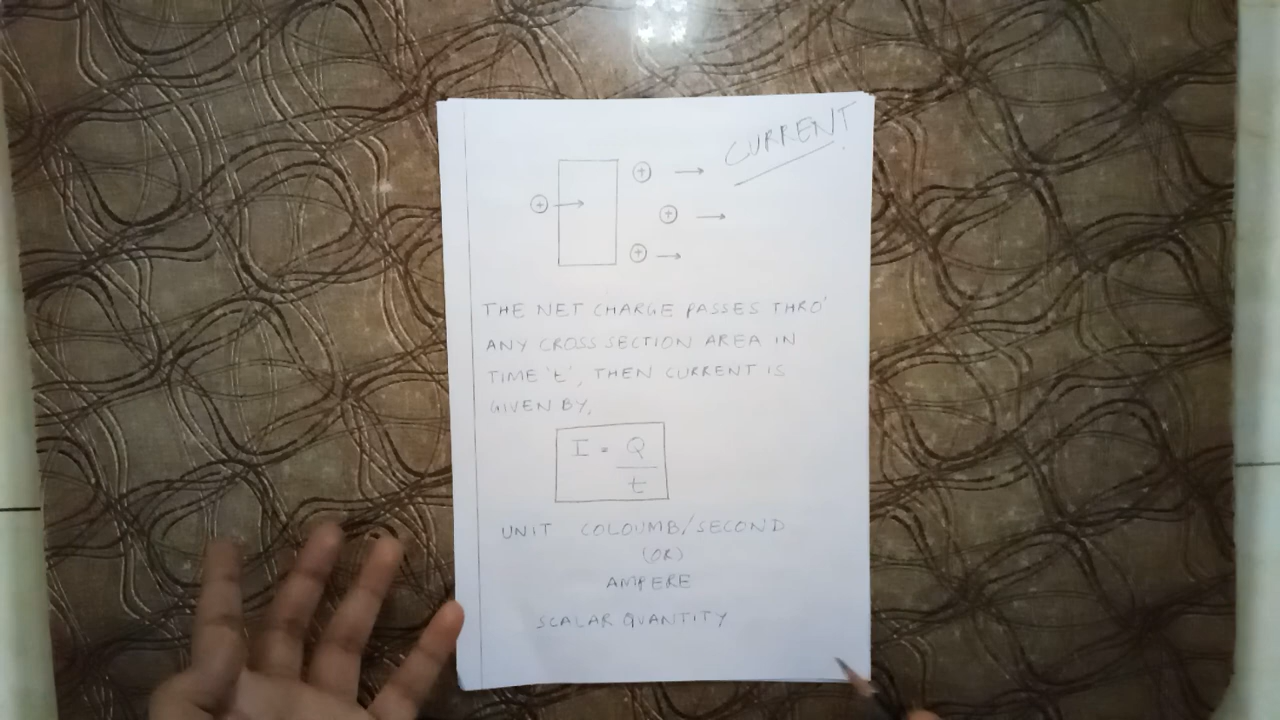 CURRENT
THE NET CHARGE PASSES THRO'
ANY CROSS SECTION AREA IN
TIME 't', THEN CURRENT IS
GIVEN BY,
I = Q
t
UNIT COLOUMB/SECOND
(OR)
AMPERE
SCALAR QUANTITY